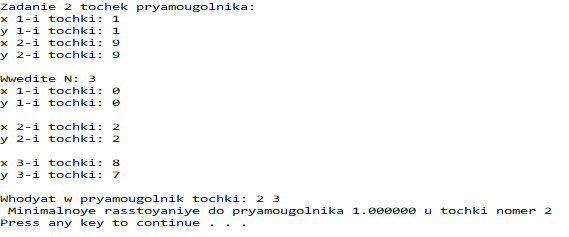 Zadanie 2 tochek pryamougolnika:
x 1-i tochki: 1
y 1-i tochki: 1
x 2-i tochki: 9
y 2-i tochki: 9
Wwedite N: 3
x 1-i tochki: 0
y 1-i tochki: 0
x 2-i tochki: 2
y 2-i tochki: 2
x 3-i tochki: 8
y 3-i tochki: 7
Whodyat w pryamougolnik tochki: 2 3
Minimalnoye rasstoyaniye do pryamougolnika 1.000000 u tochki nomer 2
Press any key to continue . . .